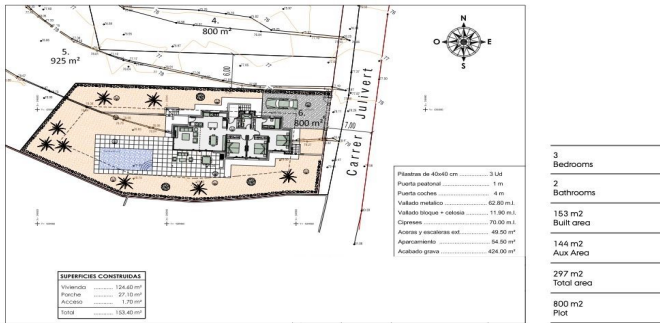 4.
800 m²
5.
925 m²
6,00
N
O
E
S
6.
800 m²
7,00
Carrer Julivert
Pilastras de 40x40 cm ........... 3 Ud
Puerta peatonal ........... 1 m
Puerta coches ........... 4 m
Vallado metalico ........... 62.80 m.l.
Vallado bloque + celosia ........... 11.90 m.l.
Cipreses ........... 70.00 m.l.
Aceras y escaleras ext ........... 49.50 m²
Aparcamiento ........... 54.50 m²
Acabado grava ........... 424.00 m²
SUPERFICIES CONSTRUIDAS
Vivienda ........... 124.60 m²
Porche ........... 27.10 m²
Acceso ........... 1.70 m²
Total ........... 153.40 m²
3
Bedrooms
2
Bathrooms
153 m2
Built area
144 m2
Aux Area
297 m2
Total area
800 m2
Plot